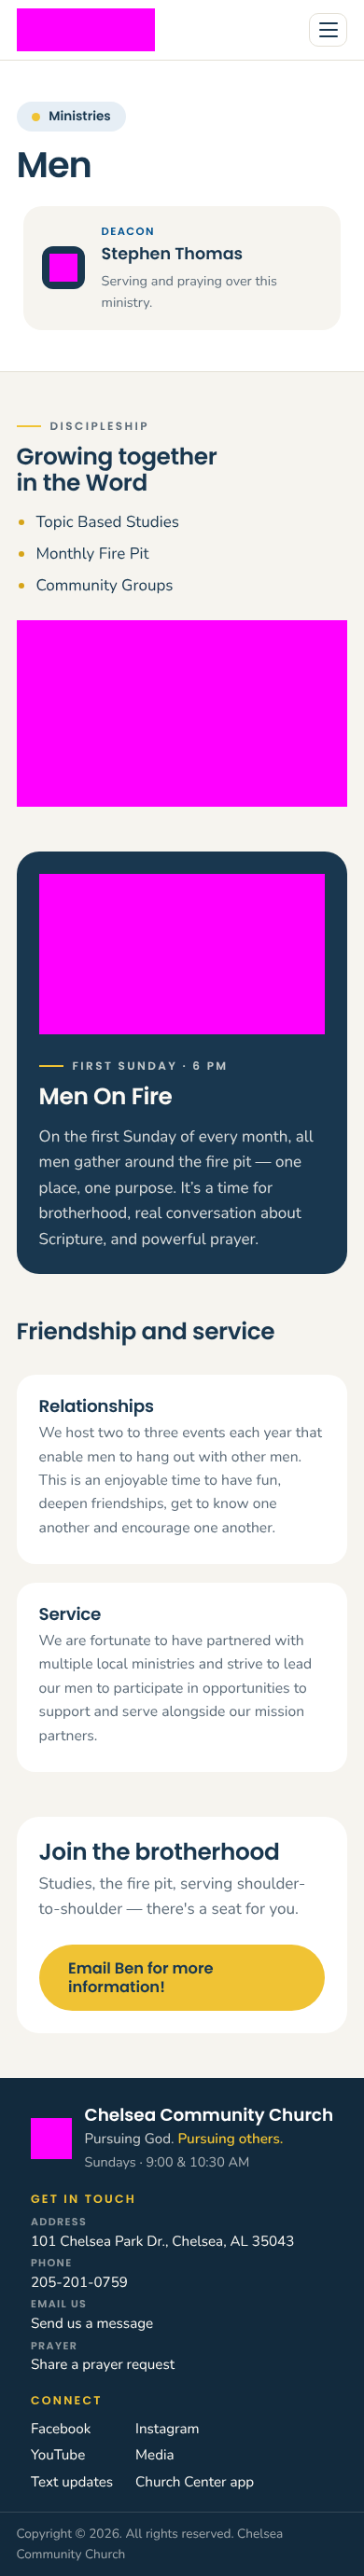 Ministries
Men
DEACON
Stephen Thomas
Serving and praying over this
ministry.
DISCIPLESHIP
Growing together
in the Word
Topic Based Studies
Monthly Fire Pit
Community Groups
FIRST SUNDAY · 6 PM
Men On Fire
On the first Sunday of every month, all
men gather around the fire pit — one
place, one purpose. It’s a time for
brotherhood, real conversation about
Scripture, and powerful prayer.
Friendship and service
Relationships
We host two to three events each year that
enable men to hang out with other men.
This is an enjoyable time to have fun,
deepen friendships, get to know one
another and encourage one another.
Service
We are fortunate to have partnered with
multiple local ministries and strive to lead
our men to participate in opportunities to
support and serve alongside our mission
partners.
Join the brotherhood
Studies, the fire pit, serving shoulder-
to-shoulder — there's a seat for you.
Email Ben for more
information!
Chelsea Community Church
Pursuing God. Pursuing others.
Sundays · 9:00 & 10:30 AM
GET IN TOUCH
ADDRESS
101 Chelsea Park Dr., Chelsea, AL 35043
PHONE
205-201-0759
EMAIL US
Send us a message
PRAYER
Share a prayer request
CONNECT
Facebook Instagram
YouTube Media
Text updates Church Center app
Copyright © 2026. All rights reserved. Chelsea
Community Church